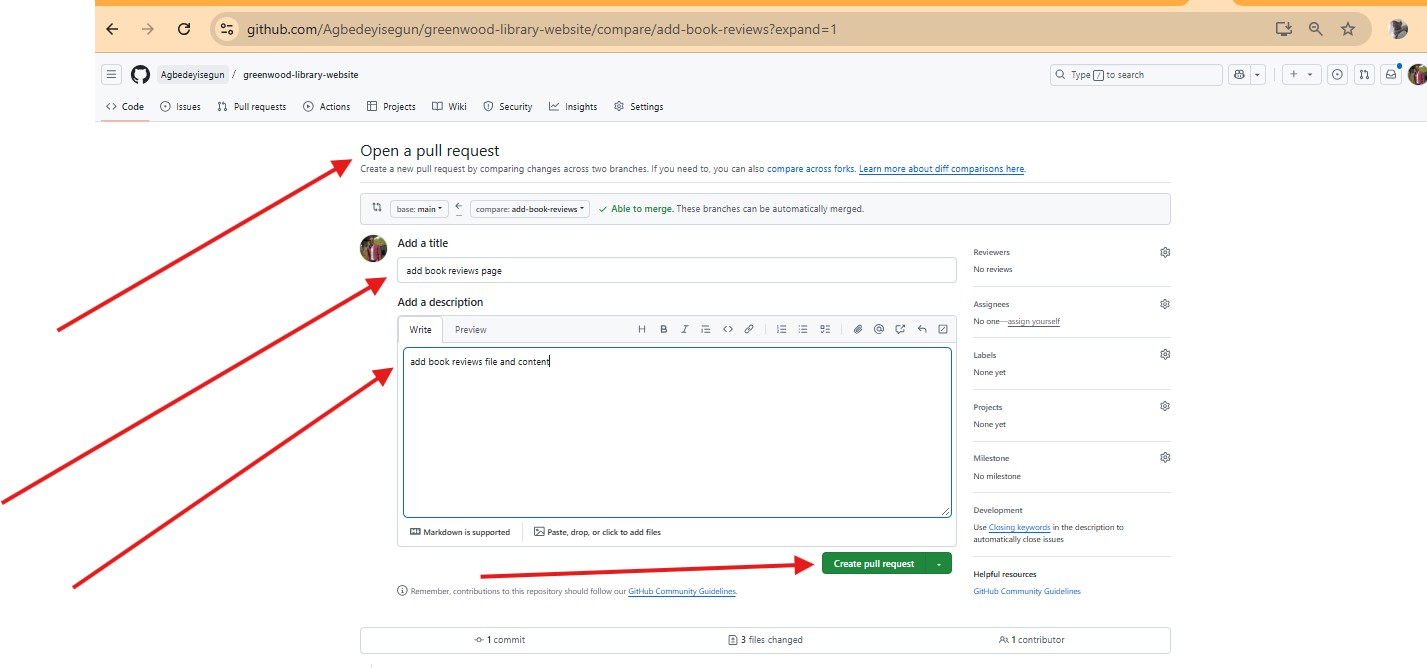 github.com/Agbedeyisegun/greenwood-library-website/compare/add-book-reviews?expand=1
Agbedeyisegun / greenwood-library-website
Type / to search
Code Issues Pull requests Actions Projects Wiki Security Insights Settings
Open a pull request
Create a new pull request by comparing changes across two branches. If you need to, you can also compare across forks. Learn more about diff comparisons here.
base: main compare: add-book-reviews Able to merge. These branches can be automatically merged.
Add a title
add book reviews page
Add a description
Write Preview
add book reviews file and content
Markdown is supported Paste, drop, or click to add files
Create pull request
Remember, contributions to this repository should follow our GitHub Community Guidelines.
Reviewers
No reviews
Assignees
No one—assign yourself
Labels
None yet
Projects
None yet
Milestone
No milestone
Development
Use Closing keywords in the description to
automatically close issues
Helpful resources
GitHub Community Guidelines
1 commit 3 files changed 1 contributor